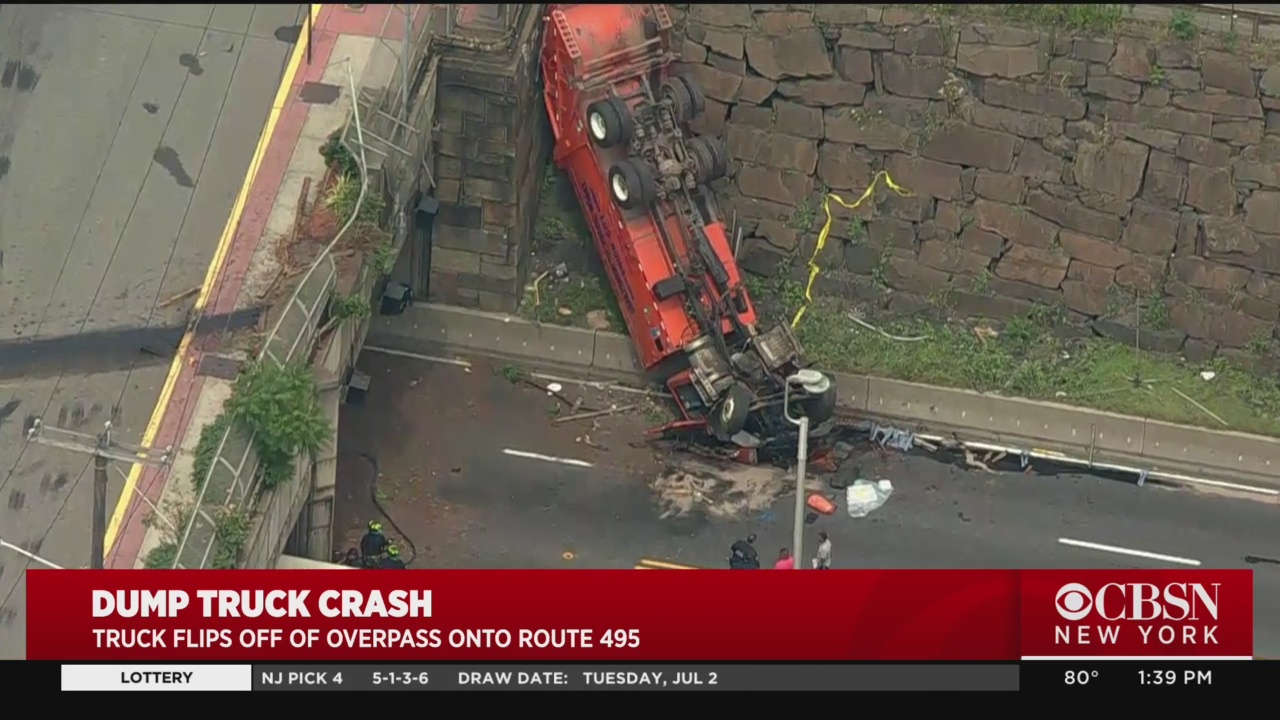 DUMP TRUCK CRASH
TRUCK FLIPS OFF OF OVERPASS ONTO ROUTE 495
CBSN
NEW YORK
LOTTERY NJ PICK 4 5-1-3-6 DRAW DATE: TUESDAY, JUL 2 80° 1:39 PM